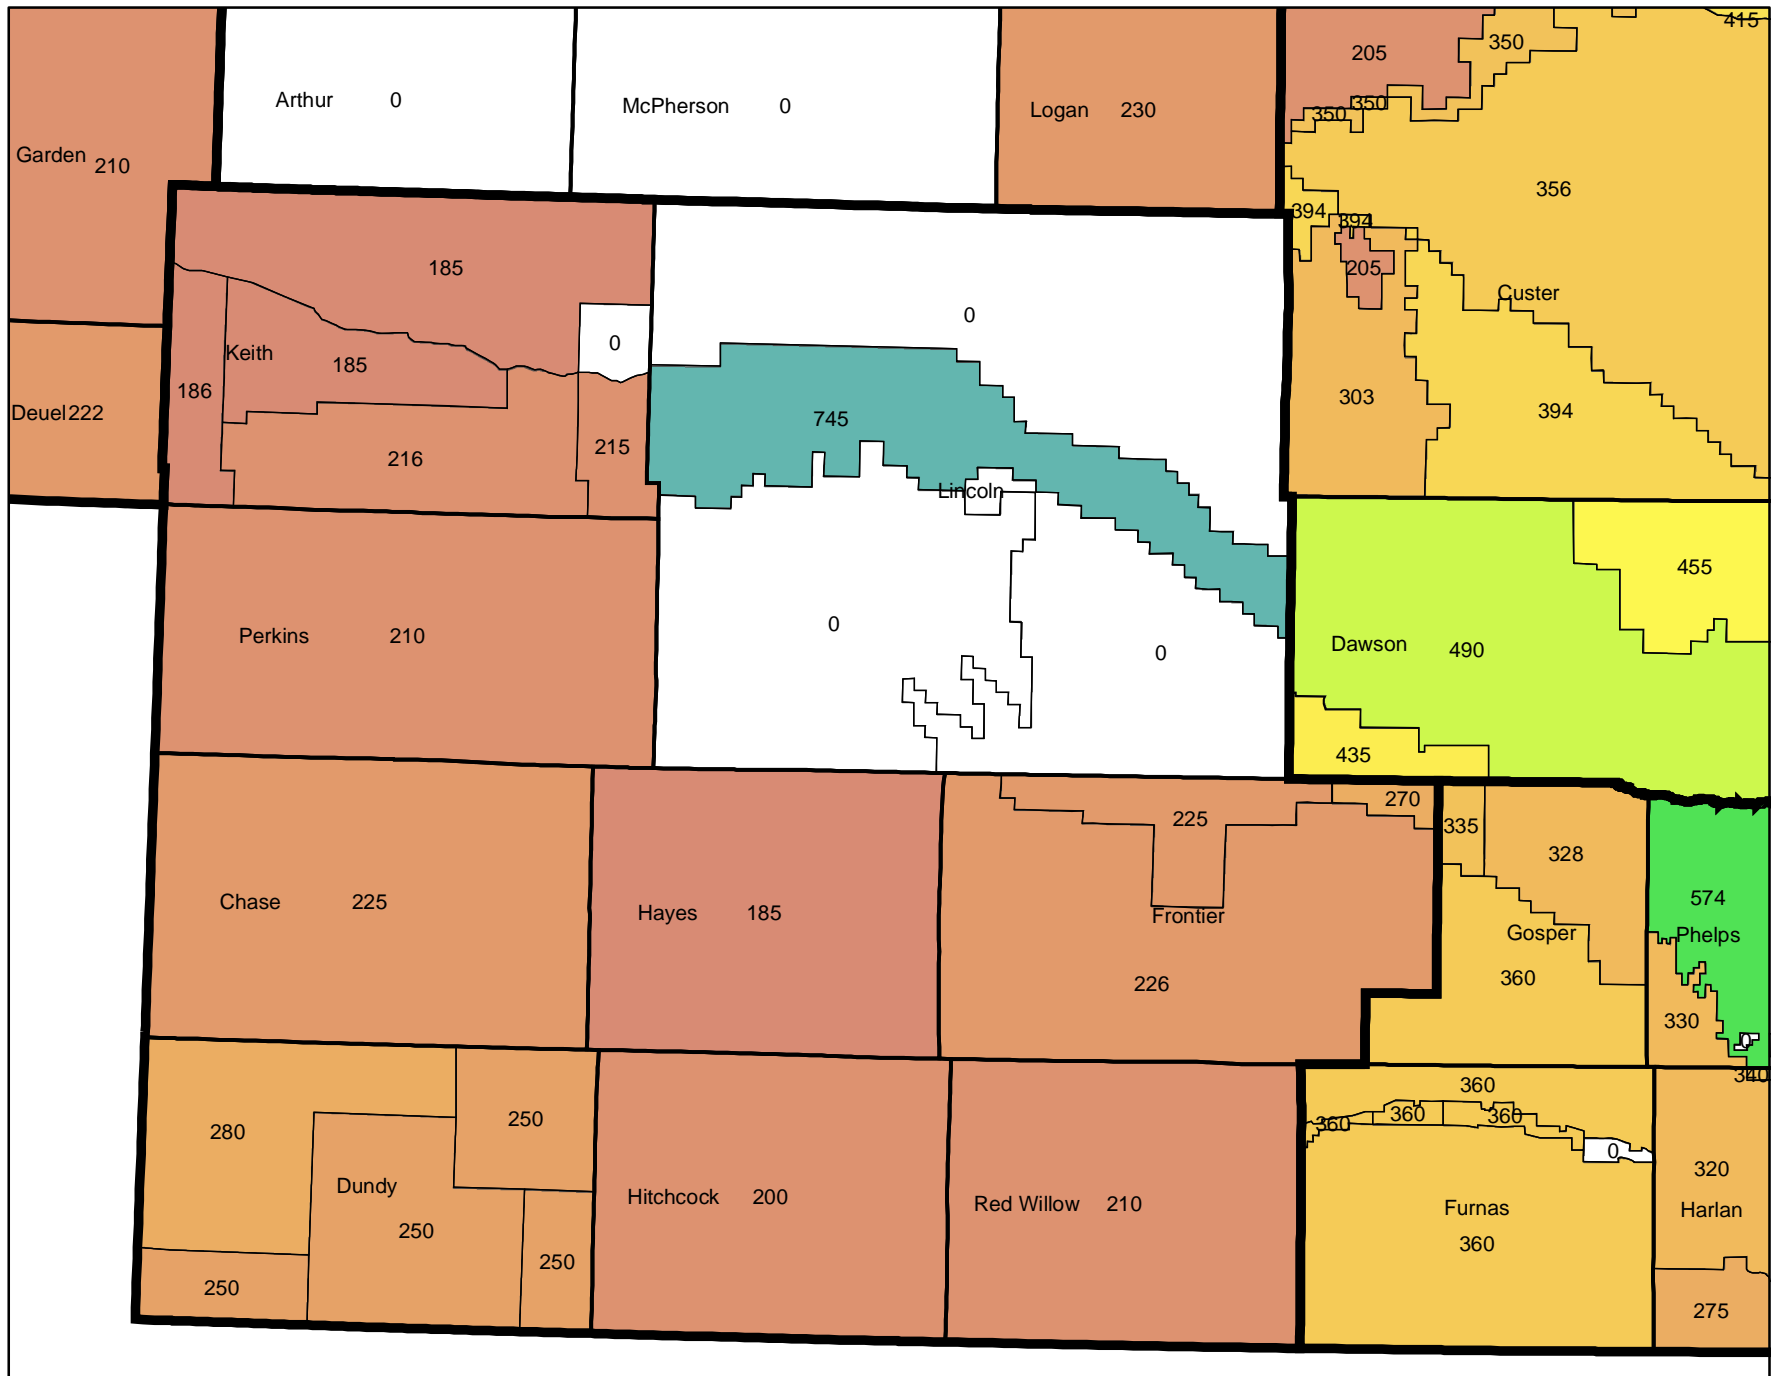 415
350
205
Arthur 0
McPherson 0
Logan 230
350
350
Garden 210
356
394
394
185
205
Custer
0
0
Keith 185
186
303
394
Deuel 222
745
216
215
Lincoln
455
Perkins 210
0
0
Dawson 490
435
270
225
335
328
Chase 225
Hayes 185
Frontier
574
Gosper
Phelps
360
226
330
0
340
360
280
250
360
360
360
0
320
Dundy
Hitchcock 200
Red Willow 210
Furnas
Harlan
250
360
250
250
275